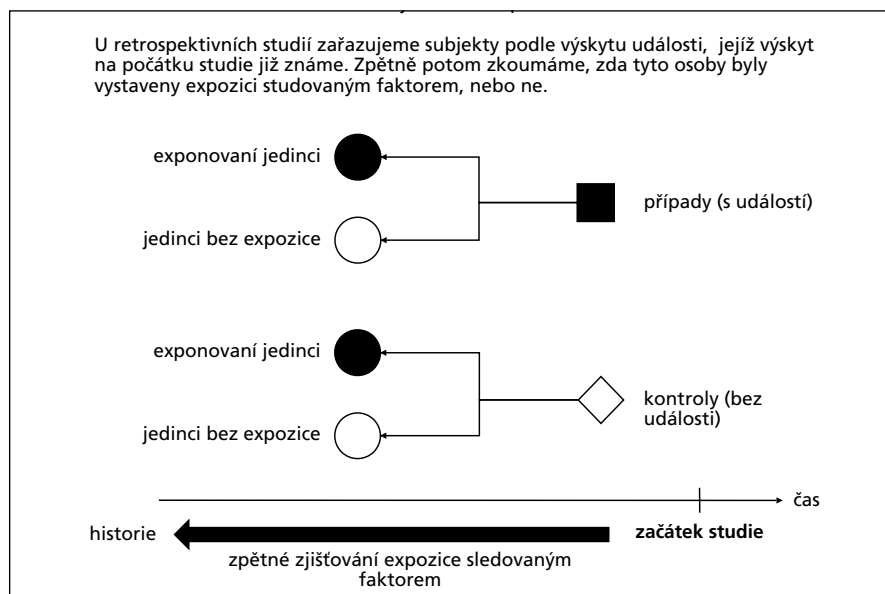 U retrospektivních studií zařazujeme subjekty podle výskytu události, jejíž výskyt
na počátku studie již známe. Zpětně potom zkoumáme, zda tyto osoby byly
vystaveny expozici studovaným faktorem, nebo ne.
exponovaní jedinci
případy (s událostí)
jedinci bez expozice
exponovaní jedinci
kontroly (bez
události)
jedinci bez expozice
čas
historie
začátek studie
zpětné zjišťování expozice sledovaným
faktorem